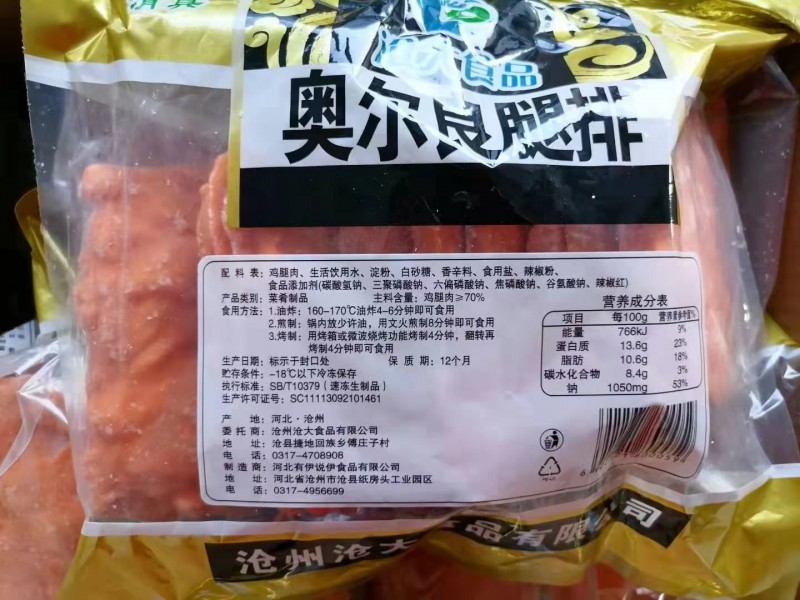 清真
食品
奥尔良腿排
配 料 表：鸡腿肉、生活饮用水、淀粉、白砂糖、香辛料、食用盐、辣椒粉、
食品添加剂(碳酸氢钠、三聚磷酸钠、六偏磷酸钠、焦磷酸钠、谷氨酸钠、辣椒红)
产品类别：菜肴制品 主料含量：鸡腿肉≥70%
食用方法：1.油炸：160-170℃油炸4-6分钟即可食用
2.煎制：锅内放少许油，用文火煎制8分钟即可食用
3.烤制：用烤箱或微波烧烤功能烤制4分钟，翻转再
烤制4分钟即可食用
生产日期：标示于封口处 保 质 期：12个月
贮存条件：-18℃以下冷冻保存
执行标准：SB/T10379（速冻生制品）
生产许可证号：SC11113092101461
产 地：河北·沧州
委 托 商：沧州沧大食品有限公司
地 址：沧县捷地回族乡傅庄子村
电 话：0317-4708908
制 造 商：河北有伊说伊食品有限公司
地 址：河北省沧州市沧县纸房头工业园区
电 话：0317-4956699
营养成分表
项目 每100g 营养素参考值%
能量 766kJ 9%
蛋白质 13.6g 23%
脂肪 10.6g 18%
碳水化合物 8.4g 3%
钠 1050mg 53%
沧州沧大食品有限公司